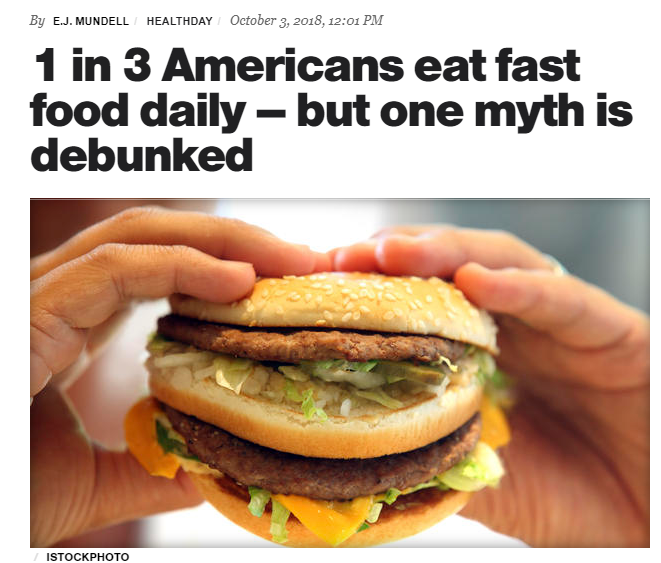 By E.J. MUNDELL / HEALTHDAY / October 3, 2018, 12:01 PM
1 in 3 Americans eat fast
food daily – but one myth is
debunked
/ ISTOCKPHOTO